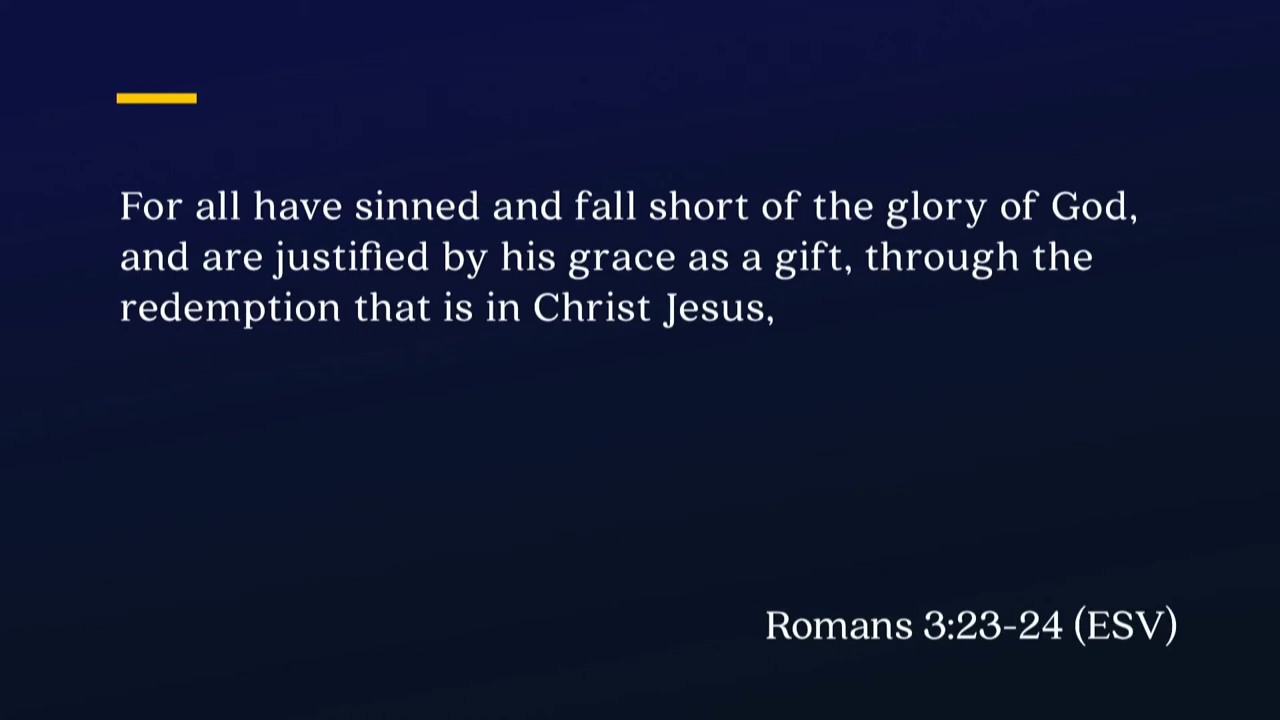 For all have sinned and fall short of the glory of God,
and are justified by his grace as a gift, through the
redemption that is in Christ Jesus,
Romans 3:23-24 (ESV)